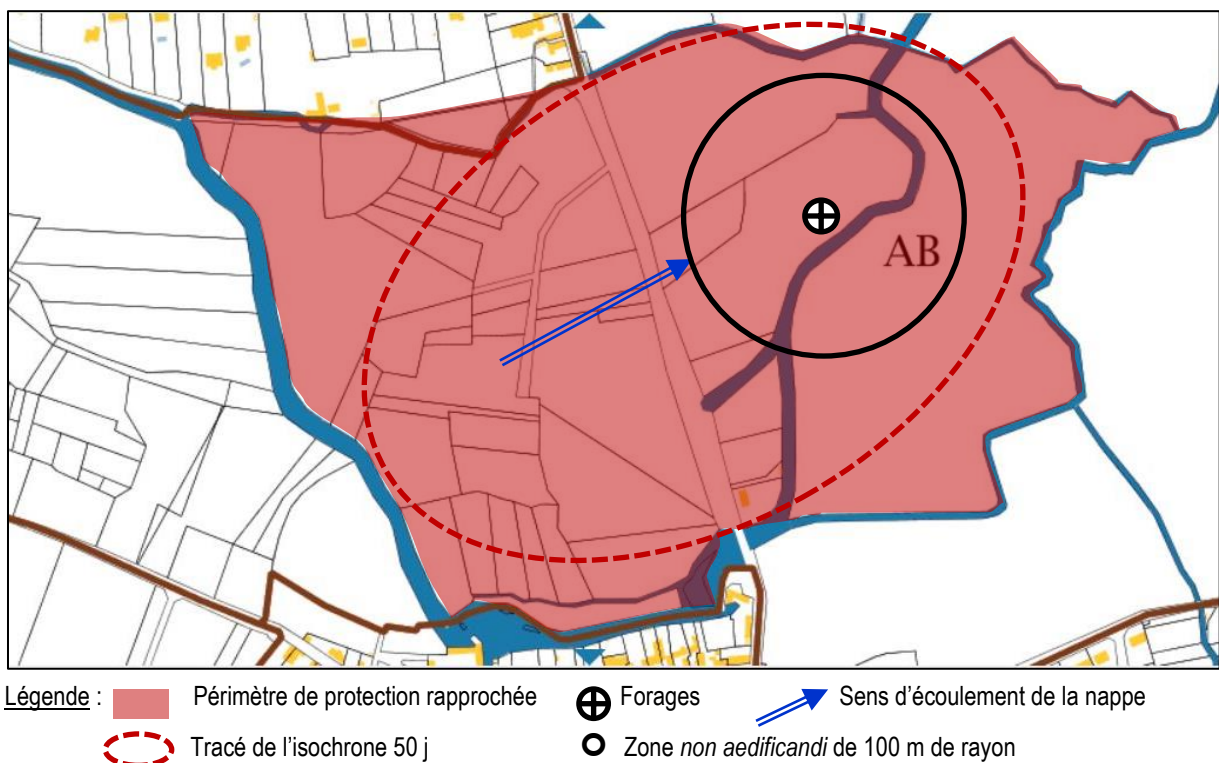 AB
Légende : Périmètre de protection rapprochée Forages Sens d’écoulement de la nappe
Tracé de l’isochrone 50 j Zone non aedificandi de 100 m de rayon